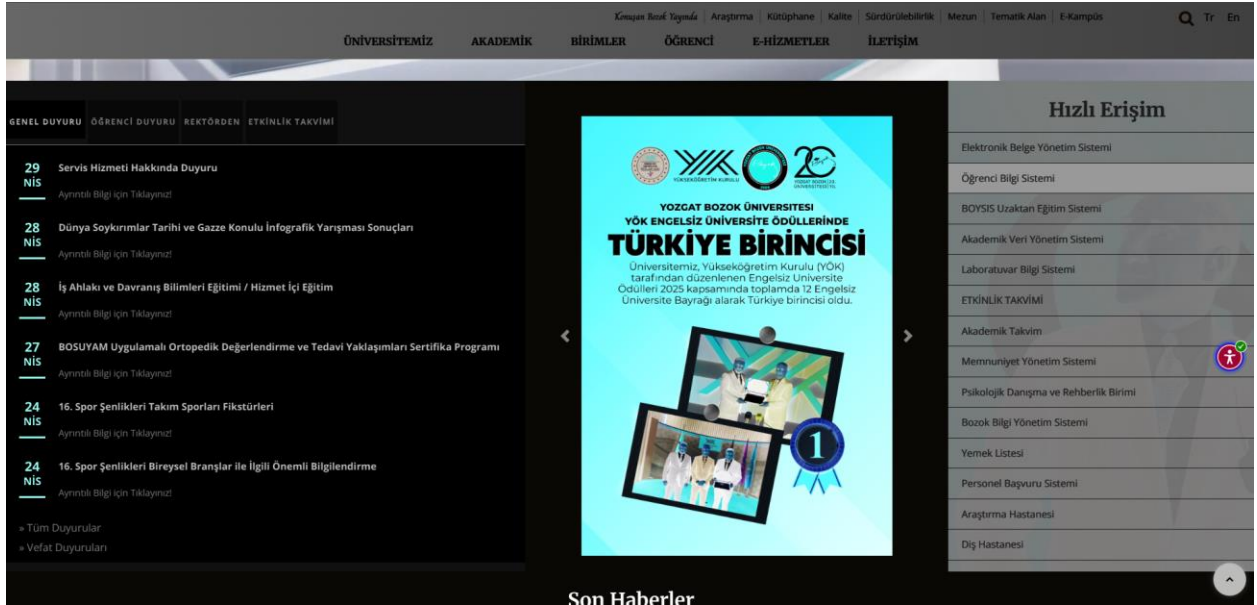 Konuşan Bozok Yayında Araştırma Kütüphane Kalite Sürdürülebilirlik Mezun Tematik Alan E-Kampüs Tr En
ÜNİVERSİTEMİZ AKADEMİK BİRİMLER ÖĞRENCİ E-HİZMETLER İLETİŞİM
GENEL DUYURU ÖĞRENCİ DUYURU REKTÖRDEN ETKİNLİK TAKVİMİ
29
NİS
Servis Hizmeti Hakkında Duyuru
Ayrıntılı Bilgi için Tıklayınız!
28
NİS
Dünya Soykırımlar Tarihi ve Gazze Konulu İnfografik Yarışması Sonuçları
Ayrıntılı Bilgi için Tıklayınız!
28
NİS
İş Ahlakı ve Davranış Bilimleri Eğitimi / Hizmet İçi Eğitim
Ayrıntılı Bilgi için Tıklayınız!
27
NİS
BOSUYAM Uygulamalı Ortopedik Değerlendirme ve Tedavi Yaklaşımları Sertifika Programı
Ayrıntılı Bilgi için Tıklayınız!
24
NİS
16. Spor Şenlikleri Takım Sporları Fikstürleri
Ayrıntılı Bilgi için Tıklayınız!
24
NİS
16. Spor Şenlikleri Bireysel Branşlar ile İlgili Önemli Bilgilendirme
Ayrıntılı Bilgi için Tıklayınız!
» Tüm Duyurular
» Vefat Duyuruları
YÜKSEKÖĞRETİM KURULU
YOZGAT BOZOK ÜNİVERSITESI
YÖK ENGELSİZ ÜNİVERSİTE ÖDÜLLERİNDE
TÜRKİYE BİRİNCİSİ
Üniversitemiz, Yükseköğretim Kurulu (YÖK)
tarafından düzenlenen Engelsiz Universite
Ödülleri 2025 kapsamında toplamda 12 Engelsiz
Üniversite Bayrağı alarak Türkiye birincisi oldu.
1
Hızlı Erişim
Elektronik Belge Yönetim Sistemi
Öğrenci Bilgi Sistemi
BOYSIS Uzaktan Eğitim Sistemi
Akademik Veri Yönetim Sistemi
Laboratuvar Bilgi Sistemi
ETKİNLİK TAKVİMİ
Akademik Takvim
Memnuniyet Yönetim Sistemi
Psikolojik Danışma ve Rehberlik Birimi
Bozok Bilgi Yönetim Sistemi
Yemek Listesi
Personel Başvuru Sistemi
Araştırma Hastanesi
Diş Hastanesi
Son Haberler